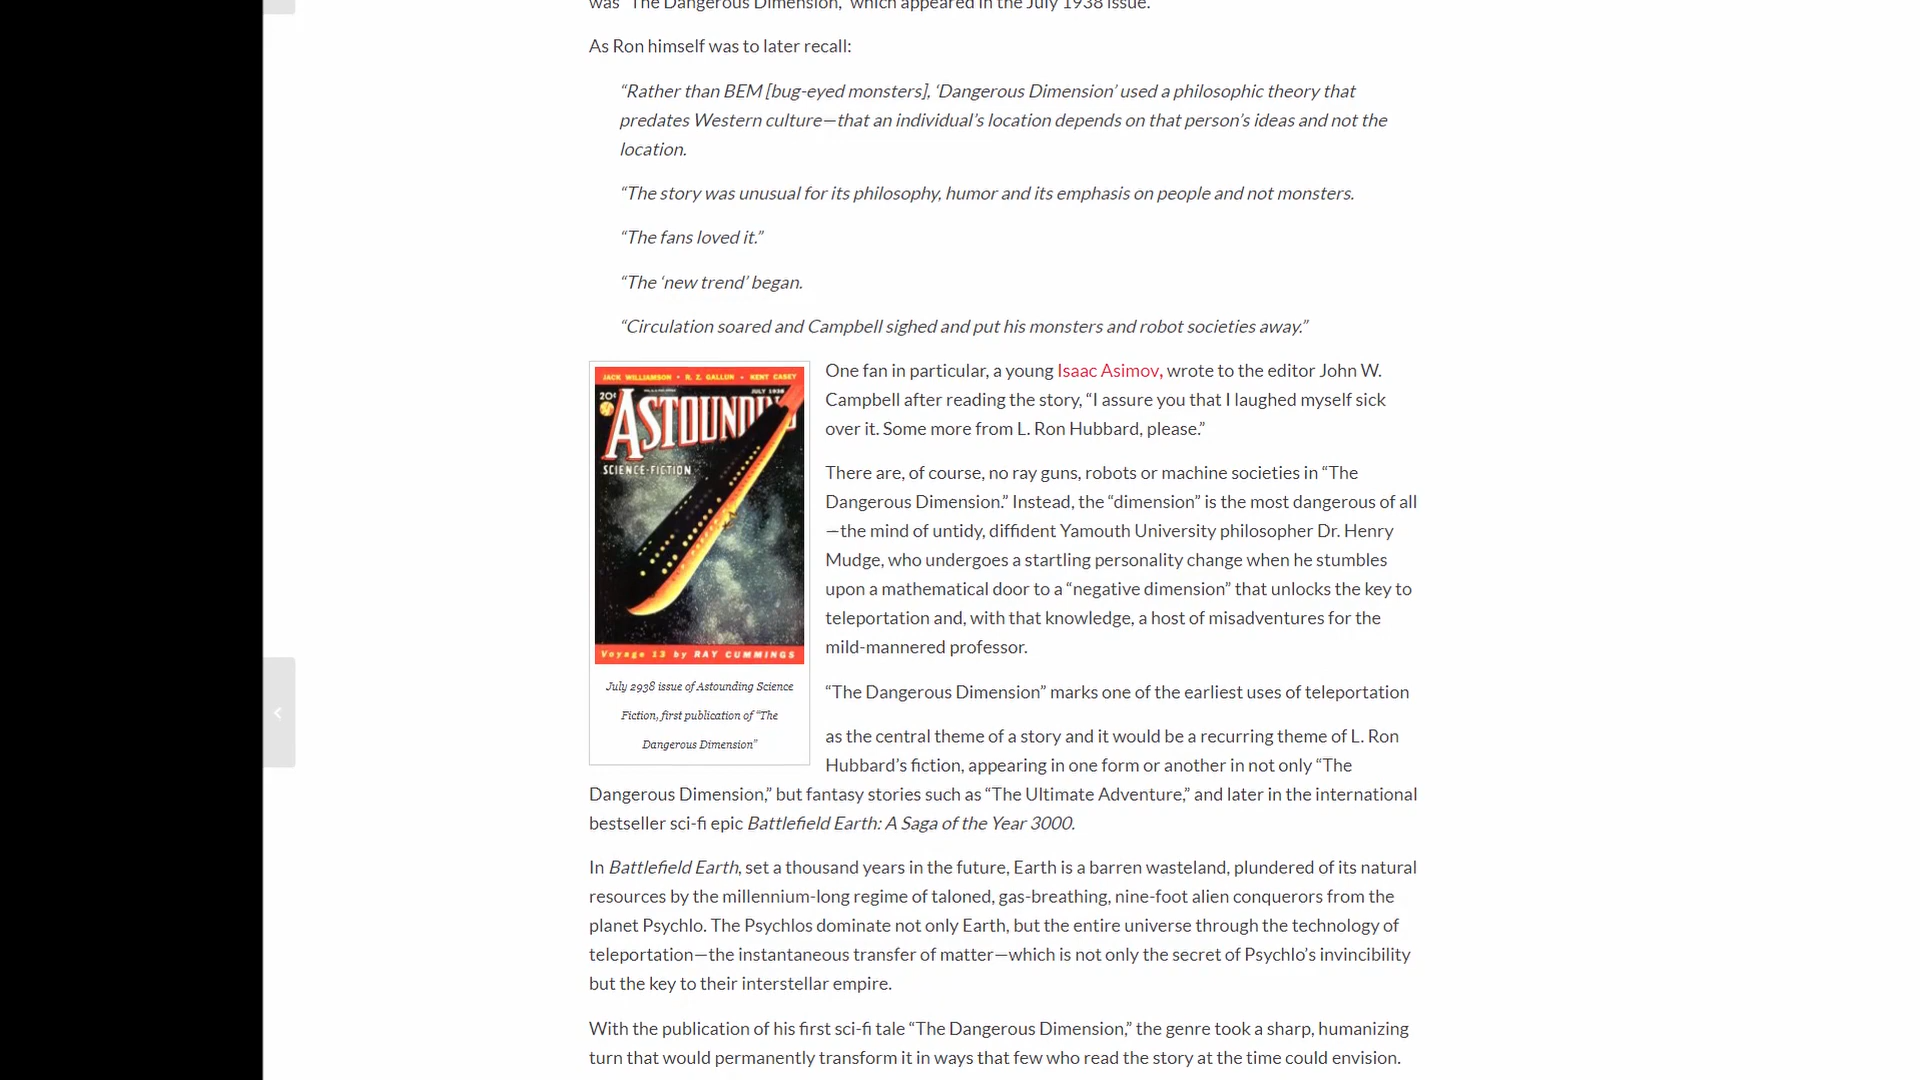 was “The Dangerous Dimension,” which appeared in the July 1938 issue.
As Ron himself was to later recall:
“Rather than BEM [bug-eyed monsters], ‘Dangerous Dimension’ used a philosophic theory that
predates Western culture—that an individual’s location depends on that person’s ideas and not the
location.
“The story was unusual for its philosophy, humor and its emphasis on people and not monsters.
“The fans loved it.”
“The ‘new trend’ began.
“Circulation soared and Campbell sighed and put his monsters and robot societies away.”
JACK WILLIAMSON • R. Z. GALLUN • KENT CASEY
20¢
JULY 1938
ASTOUNDING
SCIENCE-FICTION
Voyage 13 by RAY CUMMINGS
July 2938 issue of Astounding Science
Fiction, first publication of “The
Dangerous Dimension”
One fan in particular, a young Isaac Asimov, wrote to the editor John W.
Campbell after reading the story, “I assure you that I laughed myself sick
over it. Some more from L. Ron Hubbard, please.”
There are, of course, no ray guns, robots or machine societies in “The
Dangerous Dimension.” Instead, the “dimension” is the most dangerous of all
—the mind of untidy, diffident Yamouth University philosopher Dr. Henry
Mudge, who undergoes a startling personality change when he stumbles
upon a mathematical door to a “negative dimension” that unlocks the key to
teleportation and, with that knowledge, a host of misadventures for the
mild-mannered professor.
“The Dangerous Dimension” marks one of the earliest uses of teleportation
as the central theme of a story and it would be a recurring theme of L. Ron
Hubbard’s fiction, appearing in one form or another in not only “The
Dangerous Dimension,” but fantasy stories such as “The Ultimate Adventure,” and later in the international
bestseller sci-fi epic Battlefield Earth: A Saga of the Year 3000.
In Battlefield Earth, set a thousand years in the future, Earth is a barren wasteland, plundered of its natural
resources by the millennium-long regime of taloned, gas-breathing, nine-foot alien conquerors from the
planet Psychlo. The Psychlos dominate not only Earth, but the entire universe through the technology of
teleportation—the instantaneous transfer of matter—which is not only the secret of Psychlo’s invincibility
but the key to their interstellar empire.
With the publication of his first sci-fi tale “The Dangerous Dimension,” the genre took a sharp, humanizing
turn that would permanently transform it in ways that few who read the story at the time could envision.